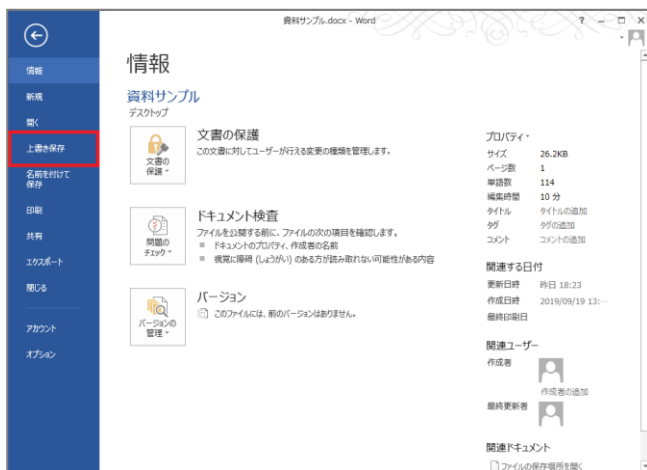 資料サンプル.docx - Word
?
情報
新規
開く
上書き保存
名前を付けて
保存
印刷
共有
エクスポート
閉じる
アカウント
オプション
情報
資料サンプル
デスクトップ
文書の
保護
文書の保護
この文書に対してユーザーが行える変更の種類を管理します。
問題の
チェック
ドキュメント検査
ファイルを公開する前に、ファイルの次の項目を確認します。
ドキュメントのプロパティ、作成者の名前
視覚に障碍 (しょうがい) のある方が読み取れない可能性がある内容
バージョンの
管理
バージョン
このファイルには、前のバージョンはありません。
プロパティ
サイズ 26.2KB
ページ数 1
単語数 114
編集時間 10 分
タイトル タイトルの追加
タグ タグの追加
コメント コメントの追加
関連する日付
更新日時 昨日 18:23
作成日時 2019/09/19 13:…
最終印刷日
関連ユーザー
作成者
作成者の追加
最終更新者
関連ドキュメント
ファイルの保存場所を開く